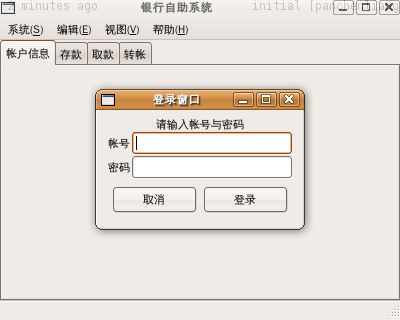 minutes ago 银行自助系统 initial [panchen
系统(S) 编辑(E) 视图(V) 帮助(H)
帐户信息 存款 取款 转帐
登录窗口
请输入帐号与密码
帐号
密码
取消 登录